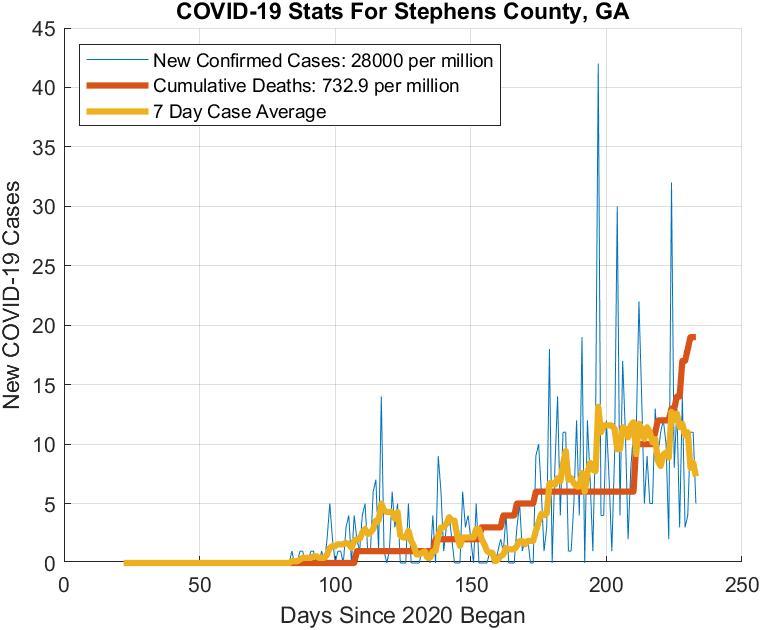 COVID-19 Stats For Stephens County, GA
New Confirmed Cases: 28000 per million
Cumulative Deaths: 732.9 per million
7 Day Case Average
New COVID-19 Cases
45
40
35
30
25
20
15
10
5
0
0 50 100 150 200 250
Days Since 2020 Began